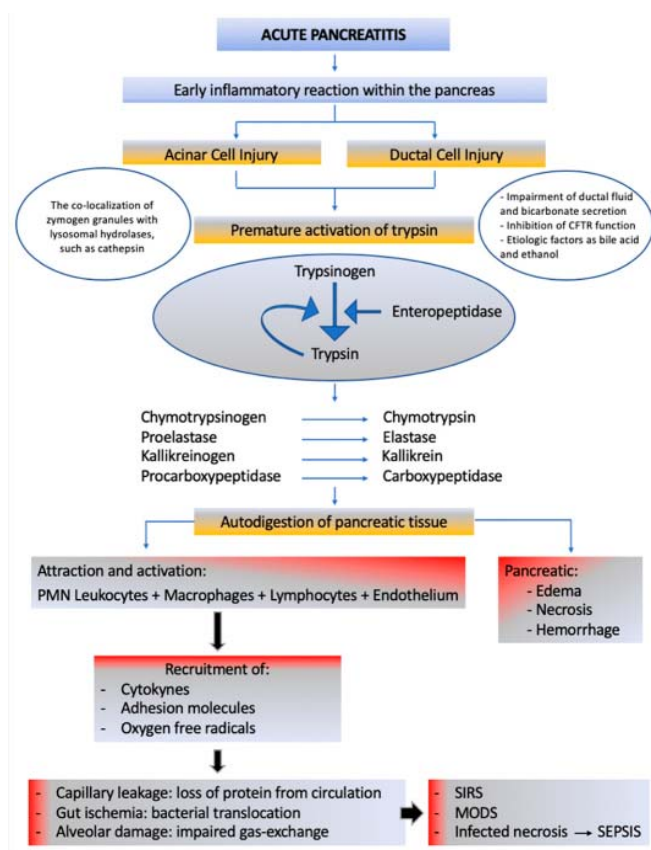 ACUTE PANCREATITIS
Early inflammatory reaction within the pancreas
Acinar Cell Injury
Ductal Cell Injury
The co-localization of
zymogen granules with
lysosomal hydrolases,
such as cathepsin
- Impairment of ductal fluid
and bicarbonate secretion
- Inhibition of CFTR function
- Etiologic factors as bile acid
and ethanol
Premature activation of trypsin
Trypsinogen
Enteropeptidase
Trypsin
Chymotrypsinogen → Chymotrypsin
Proelastase → Elastase
Kallikreinogen → Kallikrein
Procarboxypeptidase → Carboxypeptidase
Autodigestion of pancreatic tissue
Attraction and activation:
PMN Leukocytes + Macrophages + Lymphocytes + Endothelium
Pancreatic:
- Edema
- Necrosis
- Hemorrhage
Recruitment of:
- Cytokynes
- Adhesion molecules
- Oxygen free radicals
- Capillary leakage: loss of protein from circulation
- Gut ischemia: bacterial translocation
- Alveolar damage: impaired gas-exchange
- SIRS
- MODS
- Infected necrosis → SEPSIS